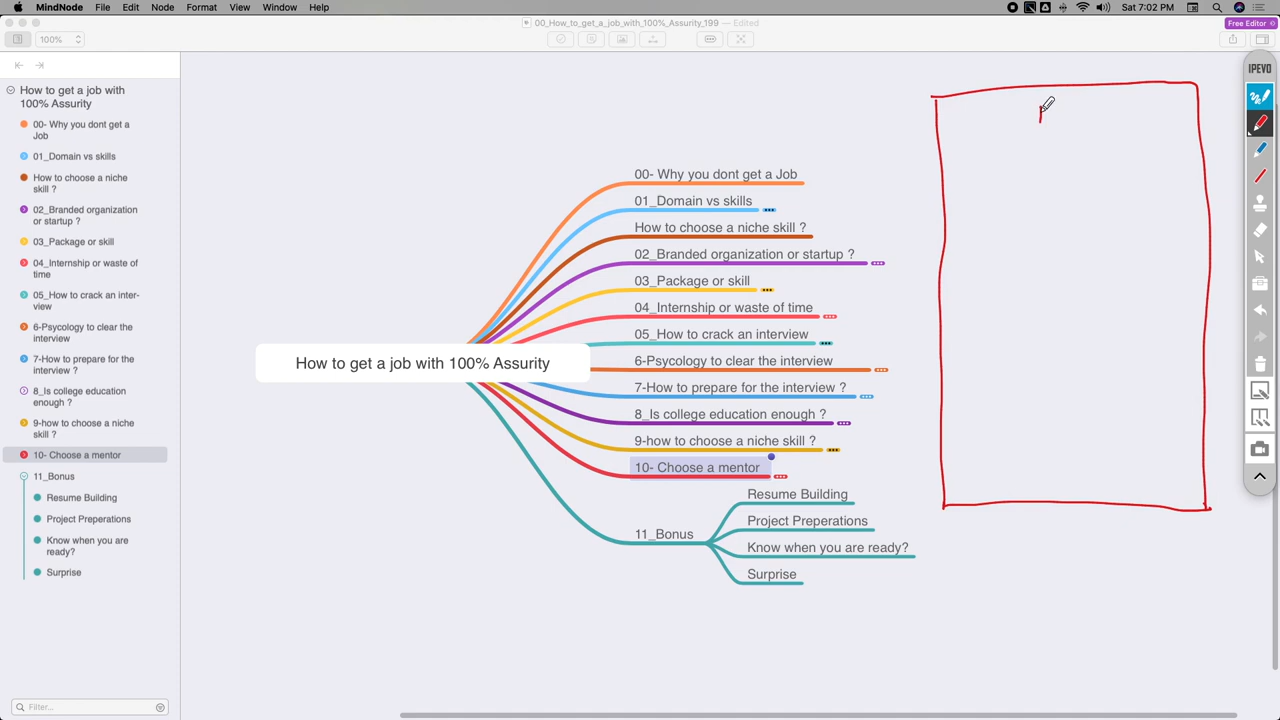 MindNode File Edit Node Format View Window Help
Sat 7:02 PM
00_How_to_get_a_job_with_100%_Assurity_199 — Edited
Free Editor
100%
IPEVO
How to get a job with
100% Assurity
00- Why you dont get a
Job
01_Domain vs skills
How to choose a niche
skill ?
02_Branded organization
or startup ?
03_Package or skill
04_Internship or waste of
time
05_How to crack an inter-
view
6-Psycology to clear the
interview
7-How to prepare for the
interview ?
8_Is college education
enough ?
9-how to choose a niche
skill ?
10- Choose a mentor
11_Bonus
Resume Building
Project Preperations
Know when you are
ready?
Surprise
Filter...
How to get a job with 100% Assurity
00- Why you dont get a Job
01_Domain vs skills
How to choose a niche skill ?
02_Branded organization or startup ?
03_Package or skill
04_Internship or waste of time
05_How to crack an interview
6-Psycology to clear the interview
7-How to prepare for the interview ?
8_Is college education enough ?
9-how to choose a niche skill ?
10- Choose a mentor
11_Bonus
Resume Building
Project Preperations
Know when you are ready?
Surprise